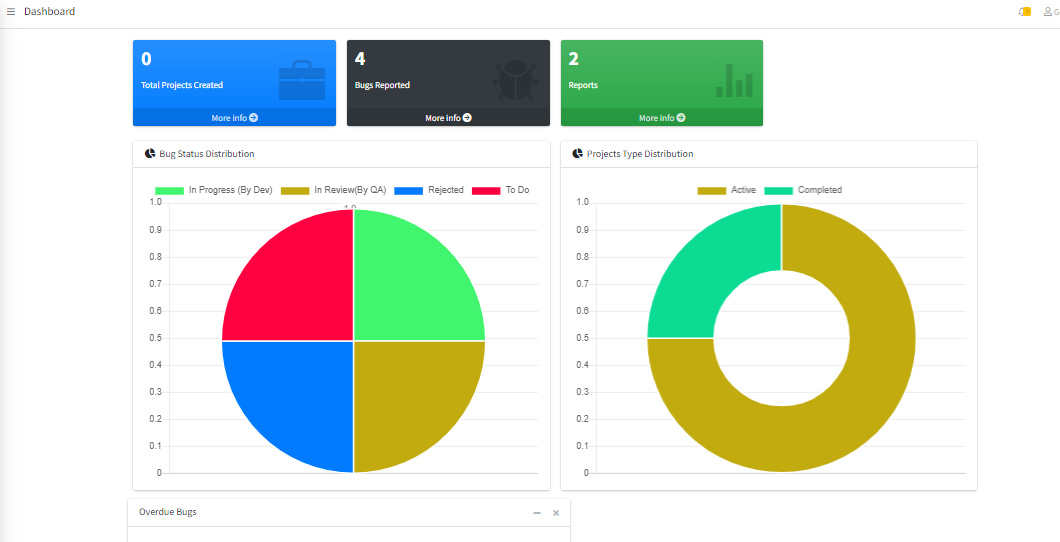 Dashboard
G
0
Total Projects Created
More info
4
Bugs Reported
More info
2
Reports
More info
Bug Status Distribution
In Progress (By Dev) In Review(By QA) Rejected To Do
1.0
0.9
0.8
0.7
0.6
0.5
0.4
0.3
0.2
0.1
0
Projects Type Distribution
Active Completed
1.0
0.9
0.8
0.7
0.6
0.5
0.4
0.3
0.2
0.1
0
Overdue Bugs